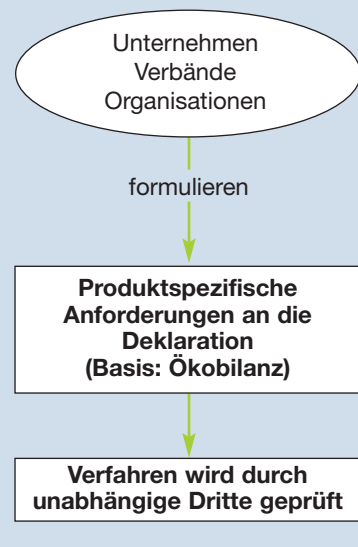 Unternehmen
Verbände
Organisationen
formulieren
Produktspezifische
Anforderungen an die
Deklaration
(Basis: Ökobilanz)
Verfahren wird durch
unabhängige Dritte geprüft